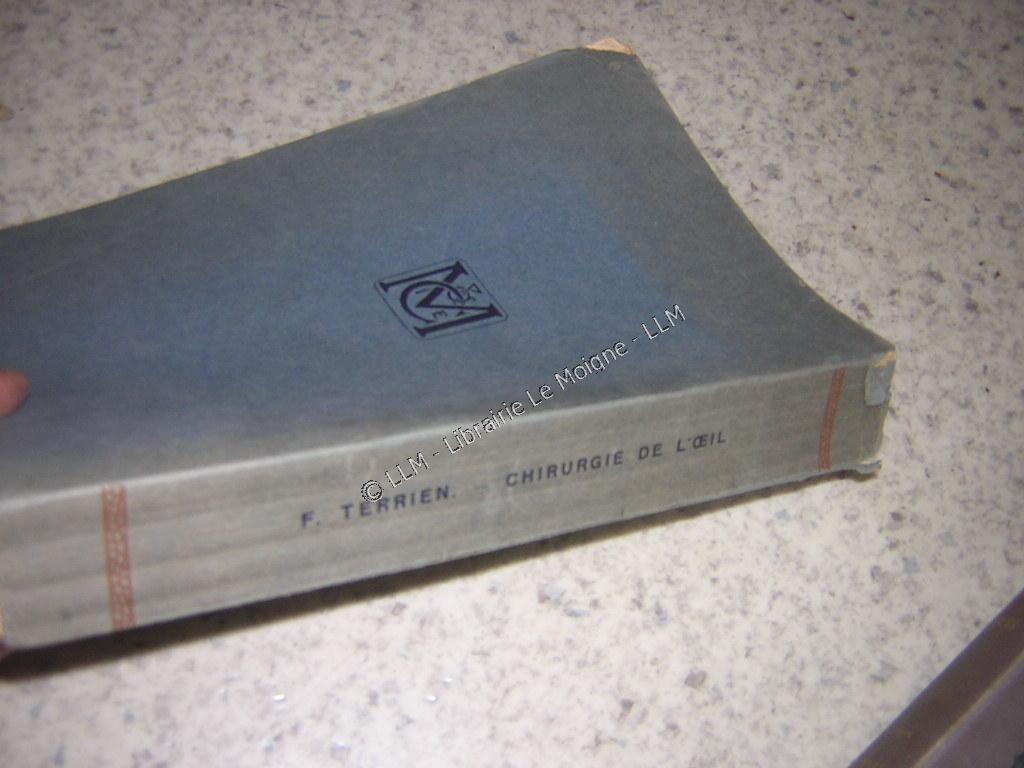 © LLM - Librairie Le Moigne - LLM
F. TERRIEN. – CHIRURGIE DE L'ŒIL